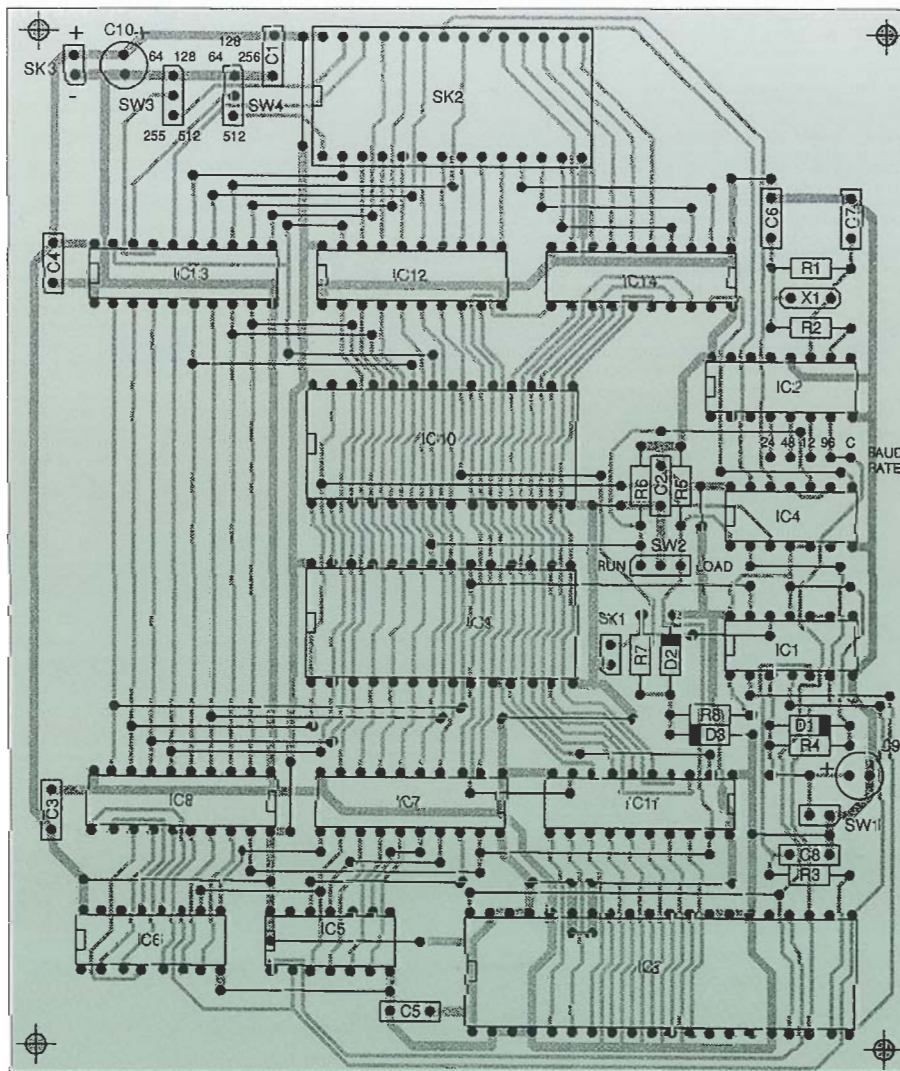 +
C10
+
128
64 128
64 256
C1
SK3
-
SW3
SW4
SK2
255 512
512
C4
IC13
IC12
IC14
C6
C7
R1
X1
R2
IC2
IC10
24 48 12 96 C
BAUD
RATE
R6
C2
R5
IC4
SW2
RUN
LOAD
IC9
SK1
R7
D2
IC1
R8
D3
D1
R4
+
C3
IC8
IC7
IC11
SW1
C8
R3
IC6
IC5
IC3
C5